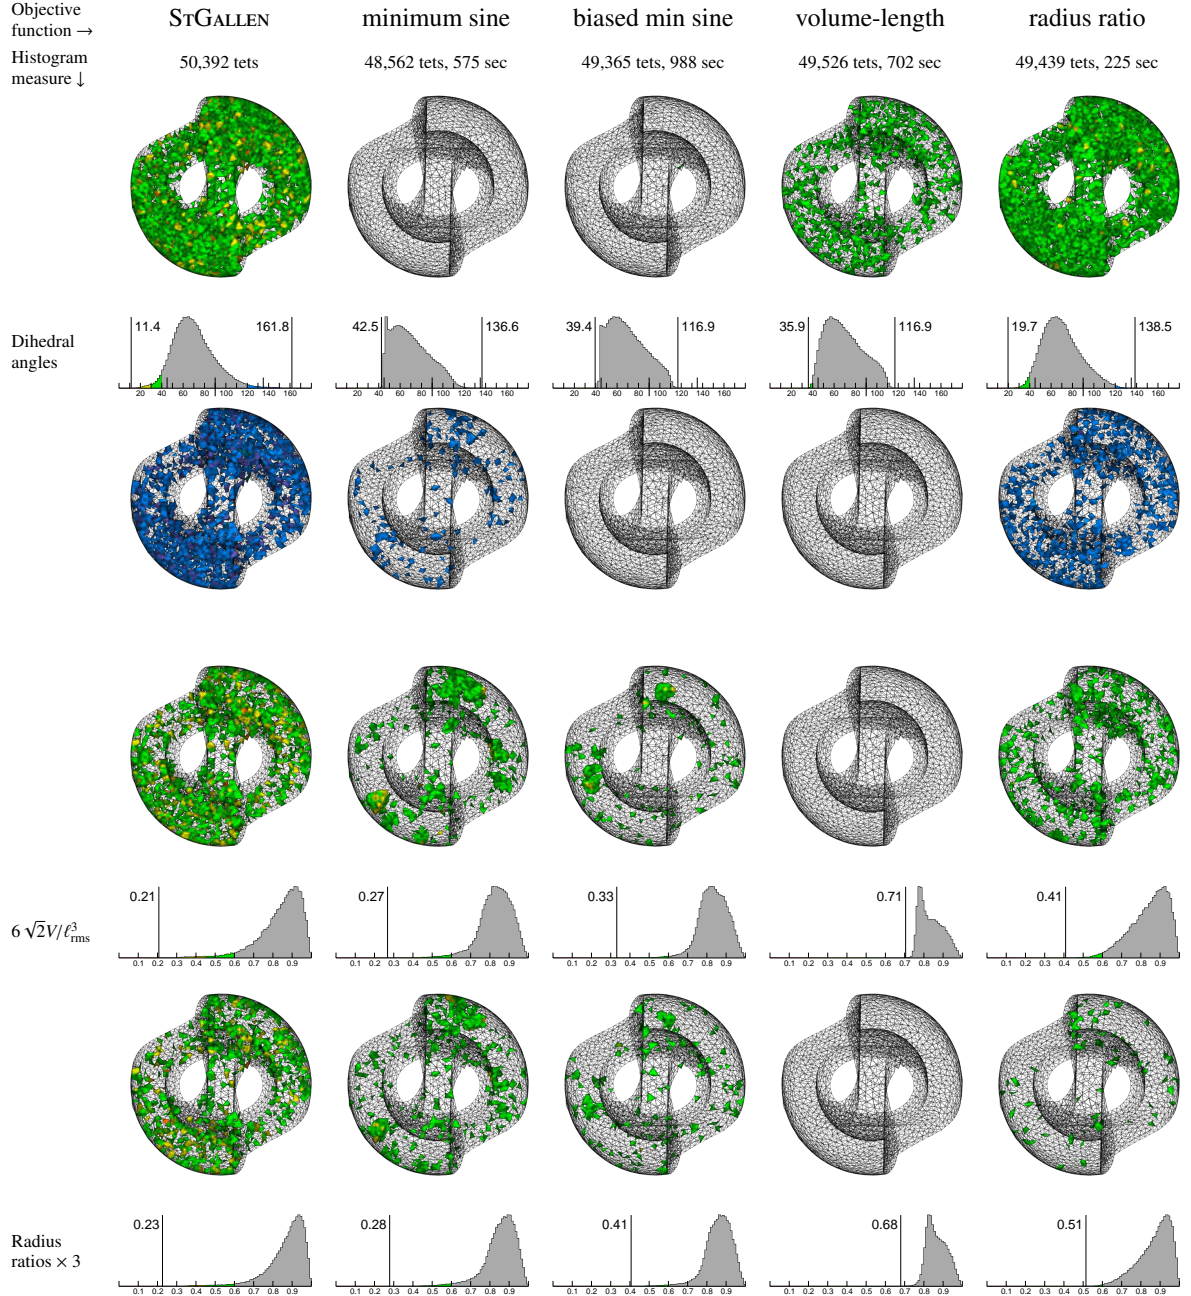 Objective function →
STGALLEN minimum sine biased min sine volume-length radius ratio
Histogram measure ↓
50,392 tets 48,562 tets, 575 sec 49,365 tets, 988 sec 49,526 tets, 702 sec 49,439 tets, 225 sec
Dihedral angles
11.4 161.8 42.5 136.6 39.4 116.9 35.9 116.9 19.7 138.5
20 40 60 80 100 120 140 160 20 40 60 80 100 120 140 160 20 40 60 80 100 120 140 160 20 40 60 80 100 120 140 160 20 40 60 80 100 120 140 160
6 √2V/ℓ³rms
0.21 0.27 0.33 0.71 0.41
0.1 0.2 0.3 0.4 0.5 0.6 0.7 0.8 0.9 0.1 0.2 0.3 0.4 0.5 0.6 0.7 0.8 0.9 0.1 0.2 0.3 0.4 0.5 0.6 0.7 0.8 0.9 0.1 0.2 0.3 0.4 0.5 0.6 0.7 0.8 0.9 0.1 0.2 0.3 0.4 0.5 0.6 0.7 0.8 0.9
Radius ratios × 3
0.23 0.28 0.41 0.68 0.51
0.1 0.2 0.3 0.4 0.5 0.6 0.7 0.8 0.9 0.1 0.2 0.3 0.4 0.5 0.6 0.7 0.8 0.9 0.1 0.2 0.3 0.4 0.5 0.6 0.7 0.8 0.9 0.1 0.2 0.3 0.4 0.5 0.6 0.7 0.8 0.9 0.1 0.2 0.3 0.4 0.5 0.6 0.7 0.8 0.9